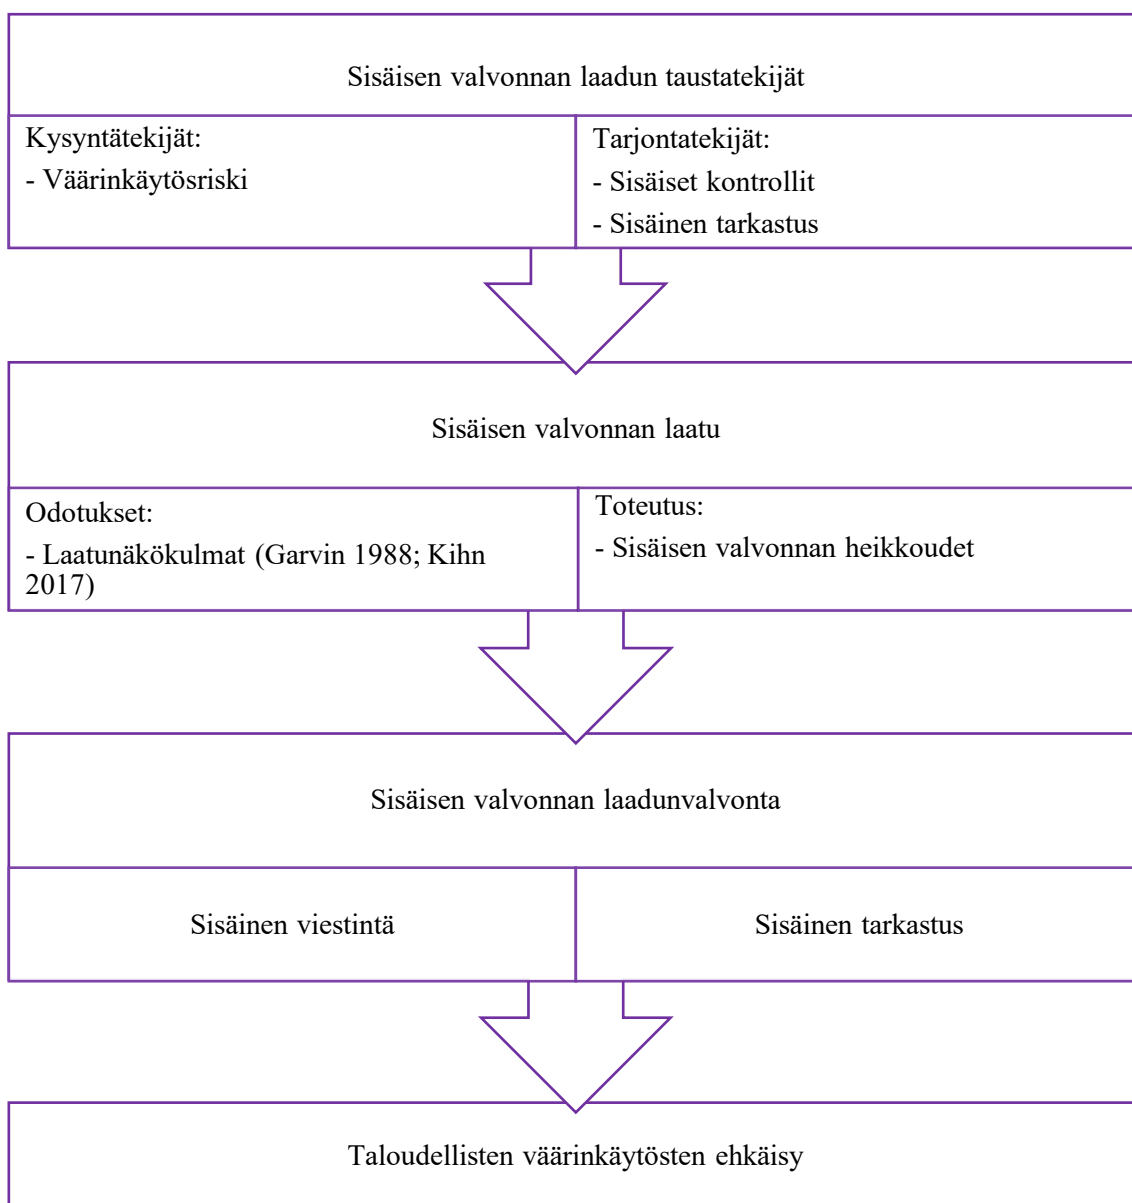 Sisäisen valvonnan laadun taustatekijät
Kysyntätekijät:
- Väärinkäytösriski
Tarjontatekijät:
- Sisäiset kontrollit
- Sisäinen tarkastus
Sisäisen valvonnan laatu
Odotukset:
- Laatunäkökulmat (Garvin 1988; Kihn
2017)
Toteutus:
- Sisäisen valvonnan heikkoudet
Sisäisen valvonnan laadunvalvonta
Sisäinen viestintä
Sisäinen tarkastus
Taloudellisten väärinkäytösten ehkäisy